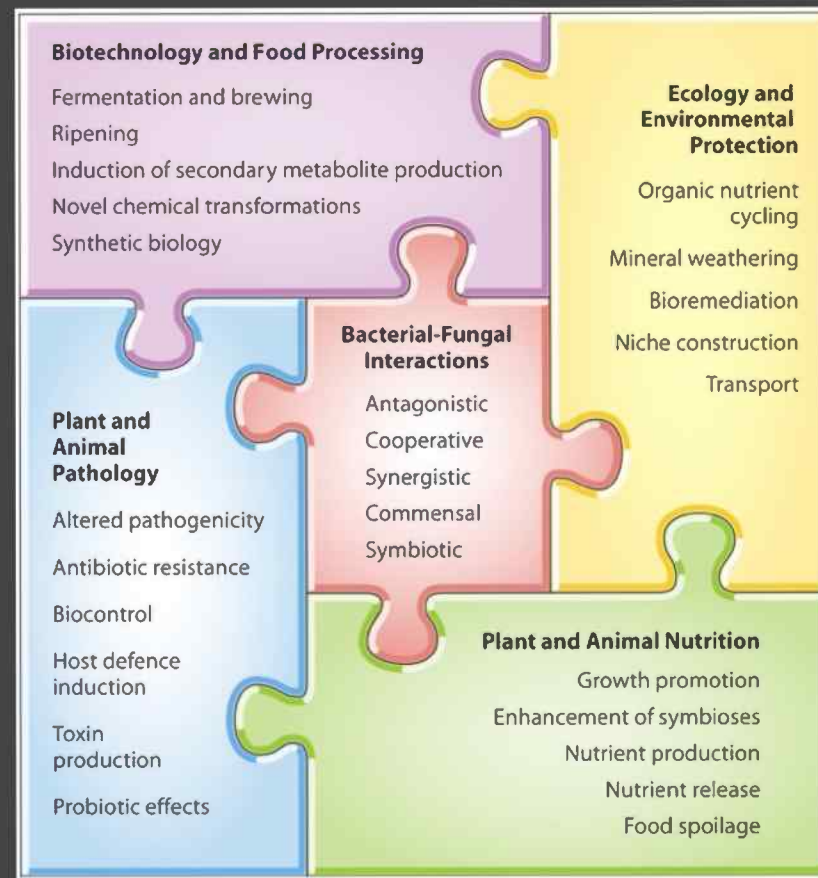 Biotechnology and Food Processing
Fermentation and brewing
Ripening
Induction of secondary metabolite production
Novel chemical transformations
Synthetic biology
Ecology and
Environmental
Protection
Organic nutrient
cycling
Mineral weathering
Bioremediation
Niche construction
Transport
Bacterial-Fungal
Interactions
Antagonistic
Cooperative
Synergistic
Commensal
Symbiotic
Plant and
Animal
Pathology
Altered pathogenicity
Antibiotic resistance
Biocontrol
Host defence
induction
Toxin
production
Probiotic effects
Plant and Animal Nutrition
Growth promotion
Enhancement of symbioses
Nutrient production
Nutrient release
Food spoilage